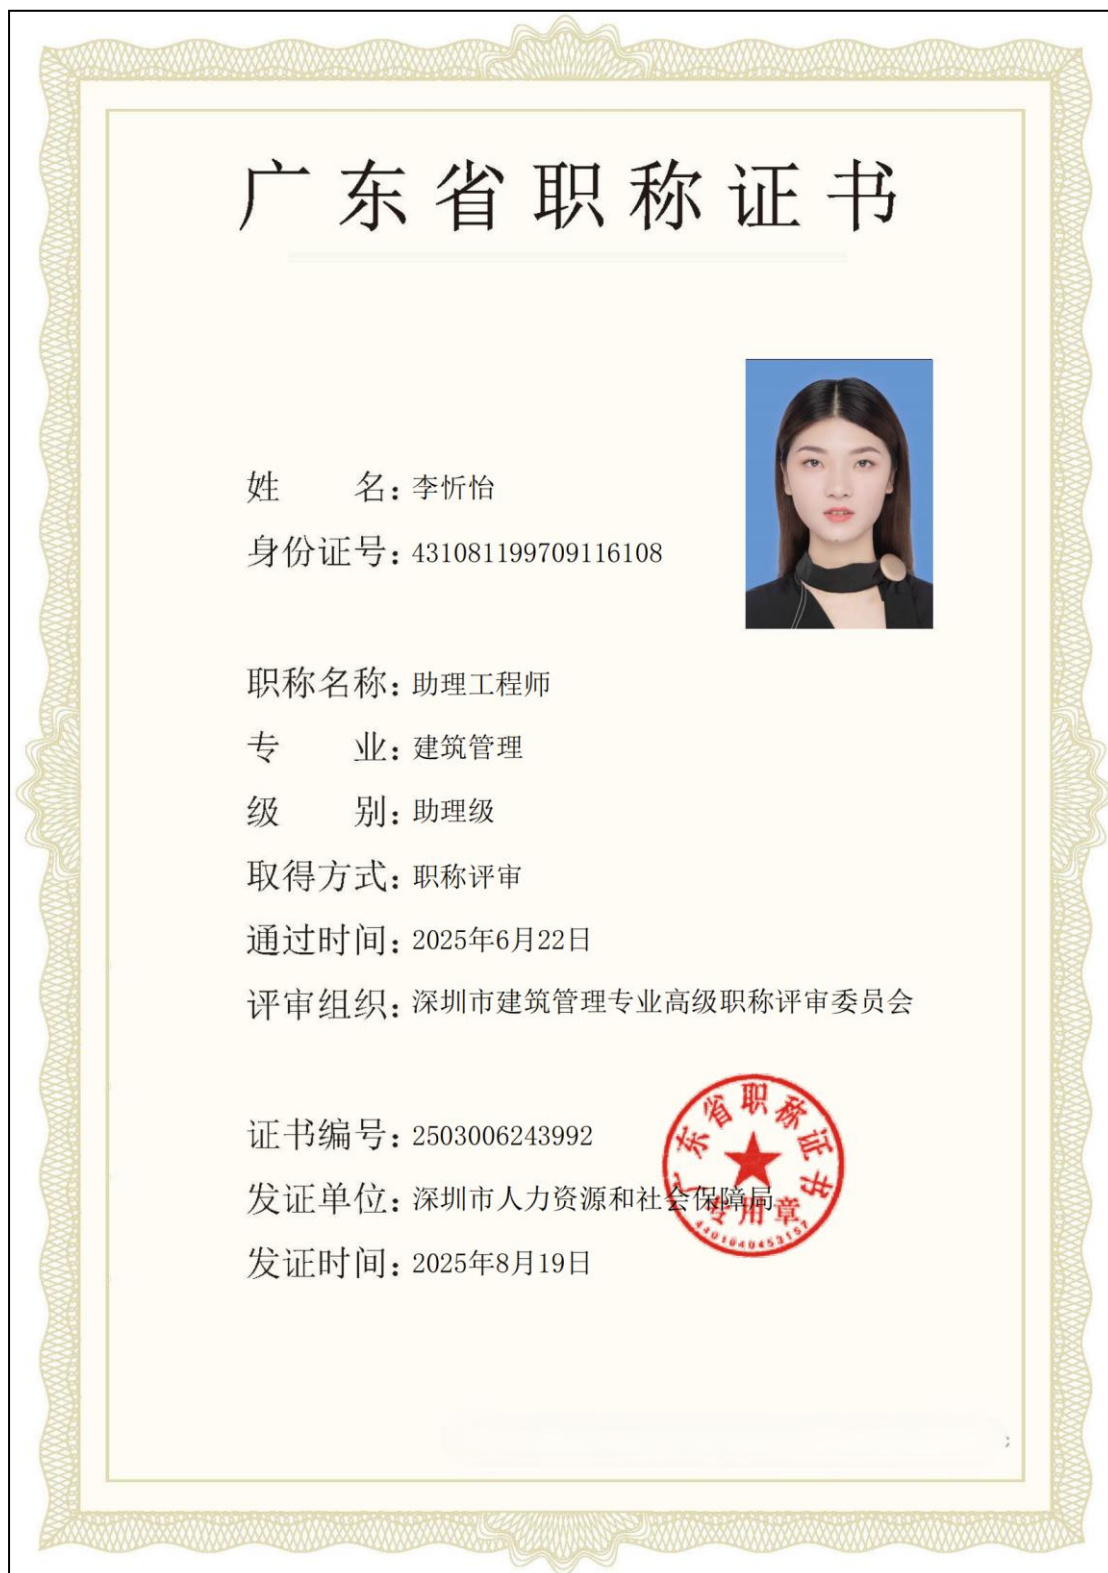 广东省职称证书
姓 名：李忻怡
身份证号：431081199709116108
职称名称：助理工程师
专 业：建筑管理
级 别：助理级
取得方式：职称评审
通过时间：2025年6月22日
评审组织：深圳市建筑管理专业高级职称评审委员会
证书编号：2503006243992
发证单位：深圳市人力资源和社会保障局
发证时间：2025年8月19日
广东省职称证书
专用章
4401040453157